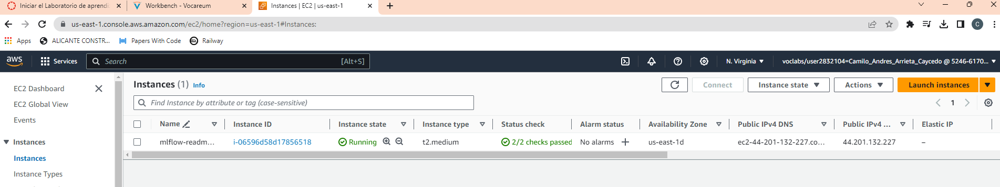 Iniciar el Laboratorio de aprendi
Workbench - Vocareum
Instances | EC2 | us-east-1
us-east-1.console.aws.amazon.com/ec2/home?region=us-east-1#Instances:
C
Apps
ALICANTE CONSTR...
Papers With Code
Railway
aws
Services
Search
[Alt+S]
N. Virginia
voclabs/user2832104=Camilo_Andres_Arrieta_Caycedo @ 5246-6170...
EC2 Dashboard
EC2 Global View
Events
Instances
Instances
Instance Types
Instances (1) Info
Connect
Instance state
Actions
Launch instances
Find Instance by attribute or tag (case-sensitive)
1
Name Instance ID Instance state Instance type Status check Alarm status Availability Zone Public IPv4 DNS Public IPv4 ... Elastic IP
mlflow-readm... i-06596d58d17856518 Running t2.medium 2/2 checks passed No alarms + us-east-1d ec2-44-201-132-227.co... 44.201.132.227 –